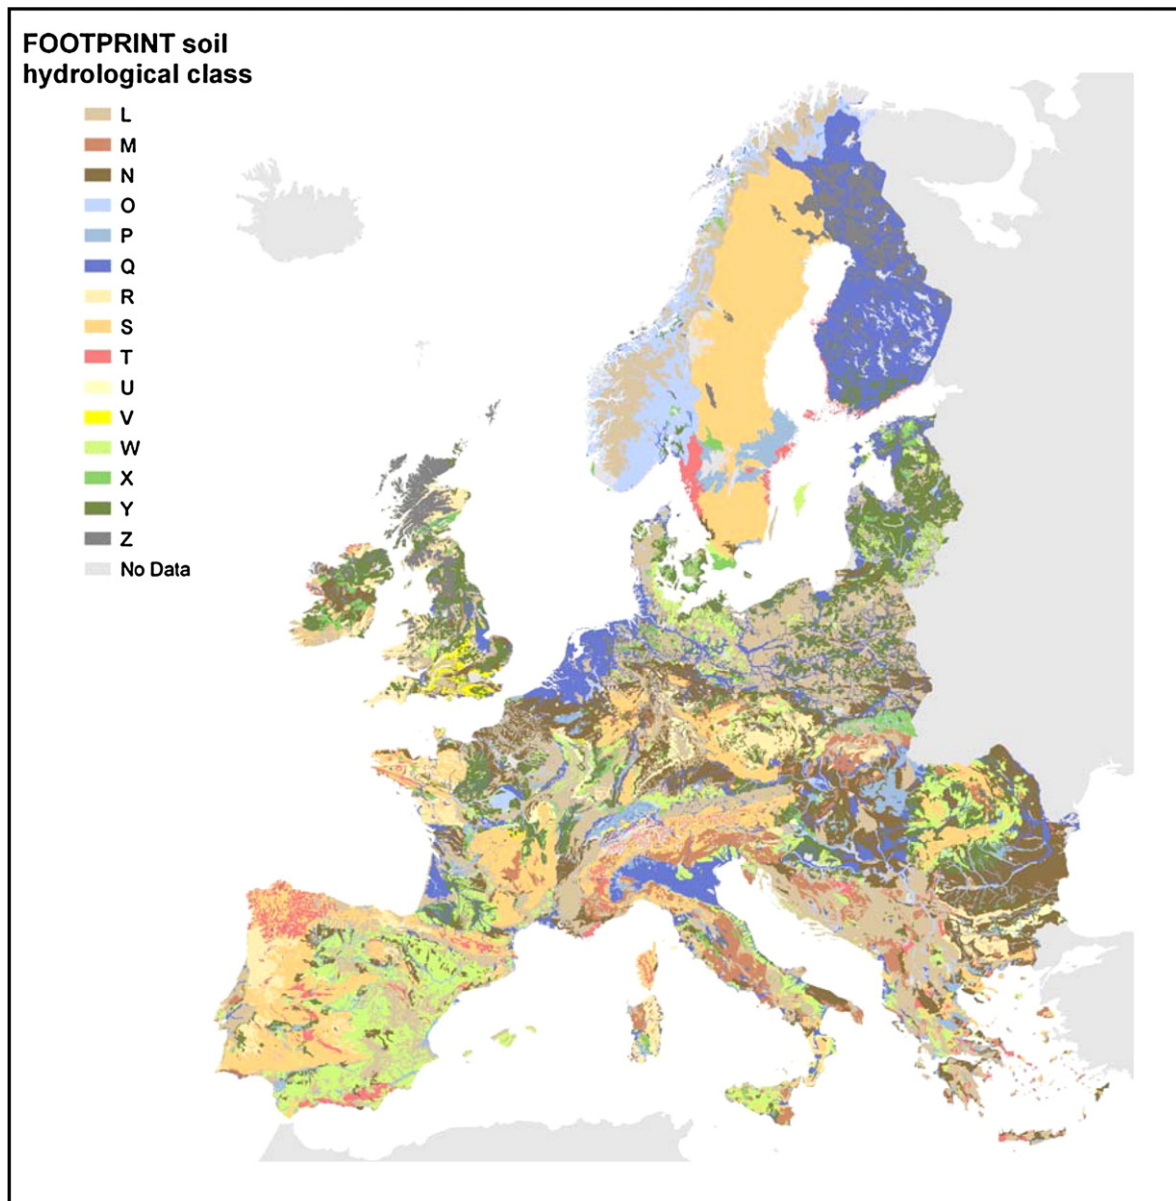 FOOTPRINT soil
hydrological class
L
M
N
O
P
Q
R
S
T
U
V
W
X
Y
Z
No Data